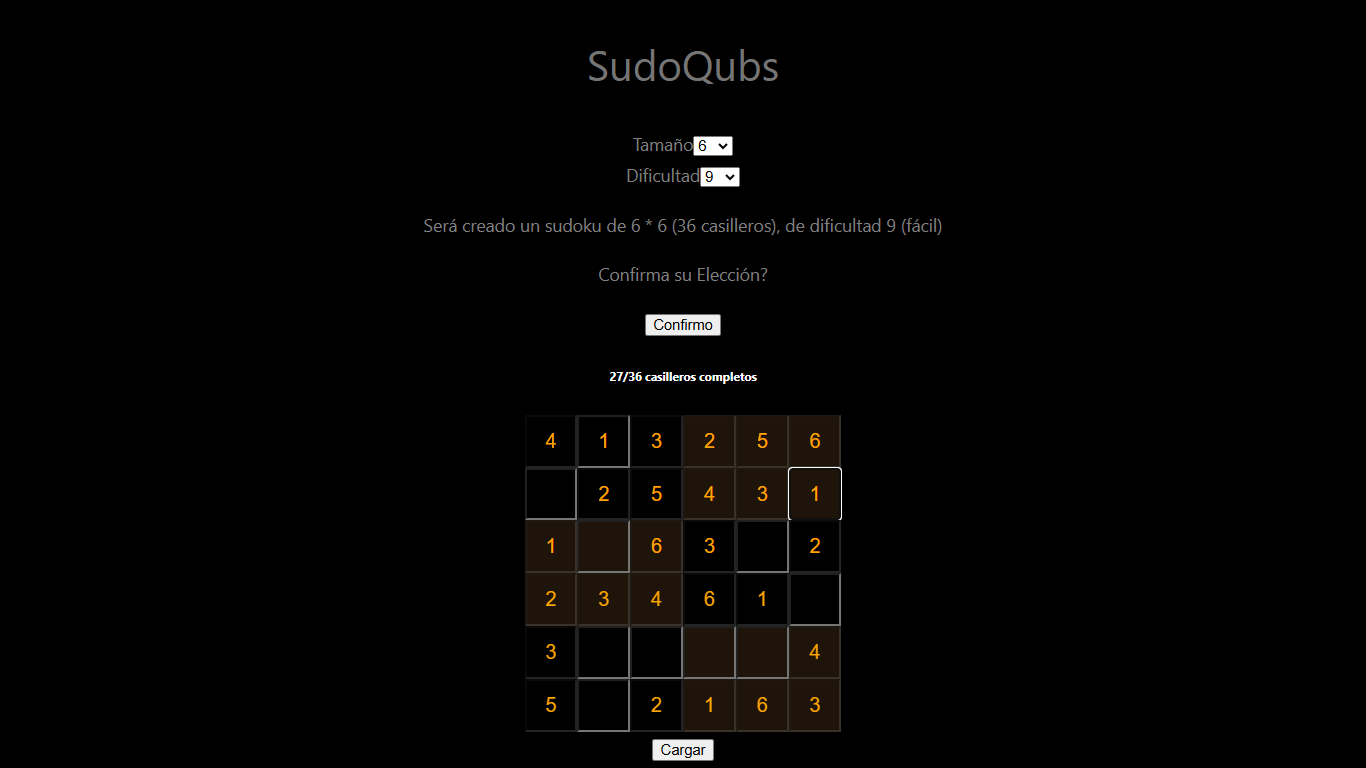 SudoQubs
Tamaño 6
Dificultad 9
Será creado un sudoku de 6 * 6 (36 casilleros), de dificultad 9 (fácil)
Confirma su Elección?
Confirmo
27/36 casilleros completos
4 1 3 2 5 6
2 5 4 3 1
1 6 3 2
2 3 4 6 1
3 4
5 2 1 6 3
Cargar